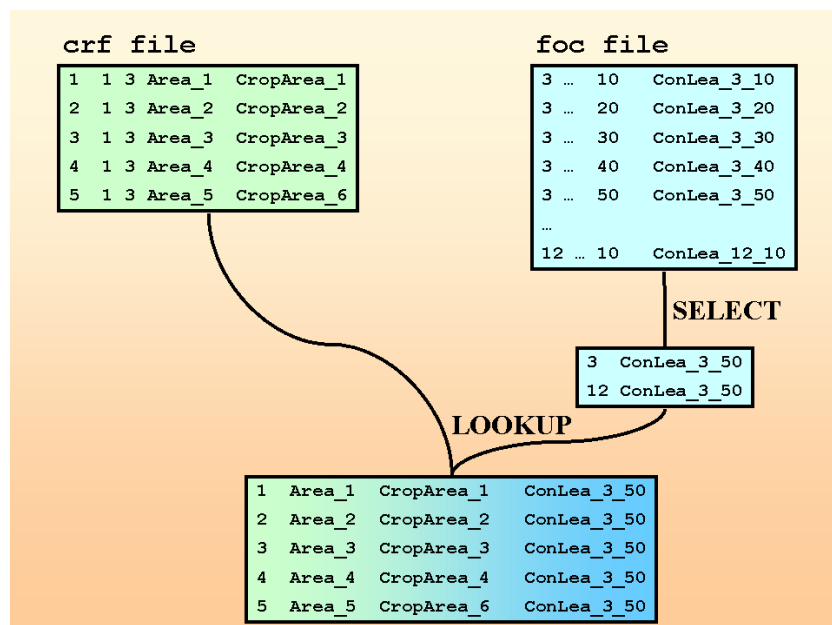 crf file
1 1 3 Area_1 CropArea_1
2 1 3 Area_2 CropArea_2
3 1 3 Area_3 CropArea_3
4 1 3 Area_4 CropArea_4
5 1 3 Area_5 CropArea_6
foc file
3 … 10 ConLea_3_10
3 … 20 ConLea_3_20
3 … 30 ConLea_3_30
3 … 40 ConLea_3_40
3 … 50 ConLea_3_50
…
12 … 10 ConLea_12_10
SELECT
3 ConLea_3_50
12 ConLea_3_50
LOOKUP
1 Area_1 CropArea_1 ConLea_3_50
2 Area_2 CropArea_2 ConLea_3_50
3 Area_3 CropArea_3 ConLea_3_50
4 Area_4 CropArea_4 ConLea_3_50
5 Area_5 CropArea_6 ConLea_3_50